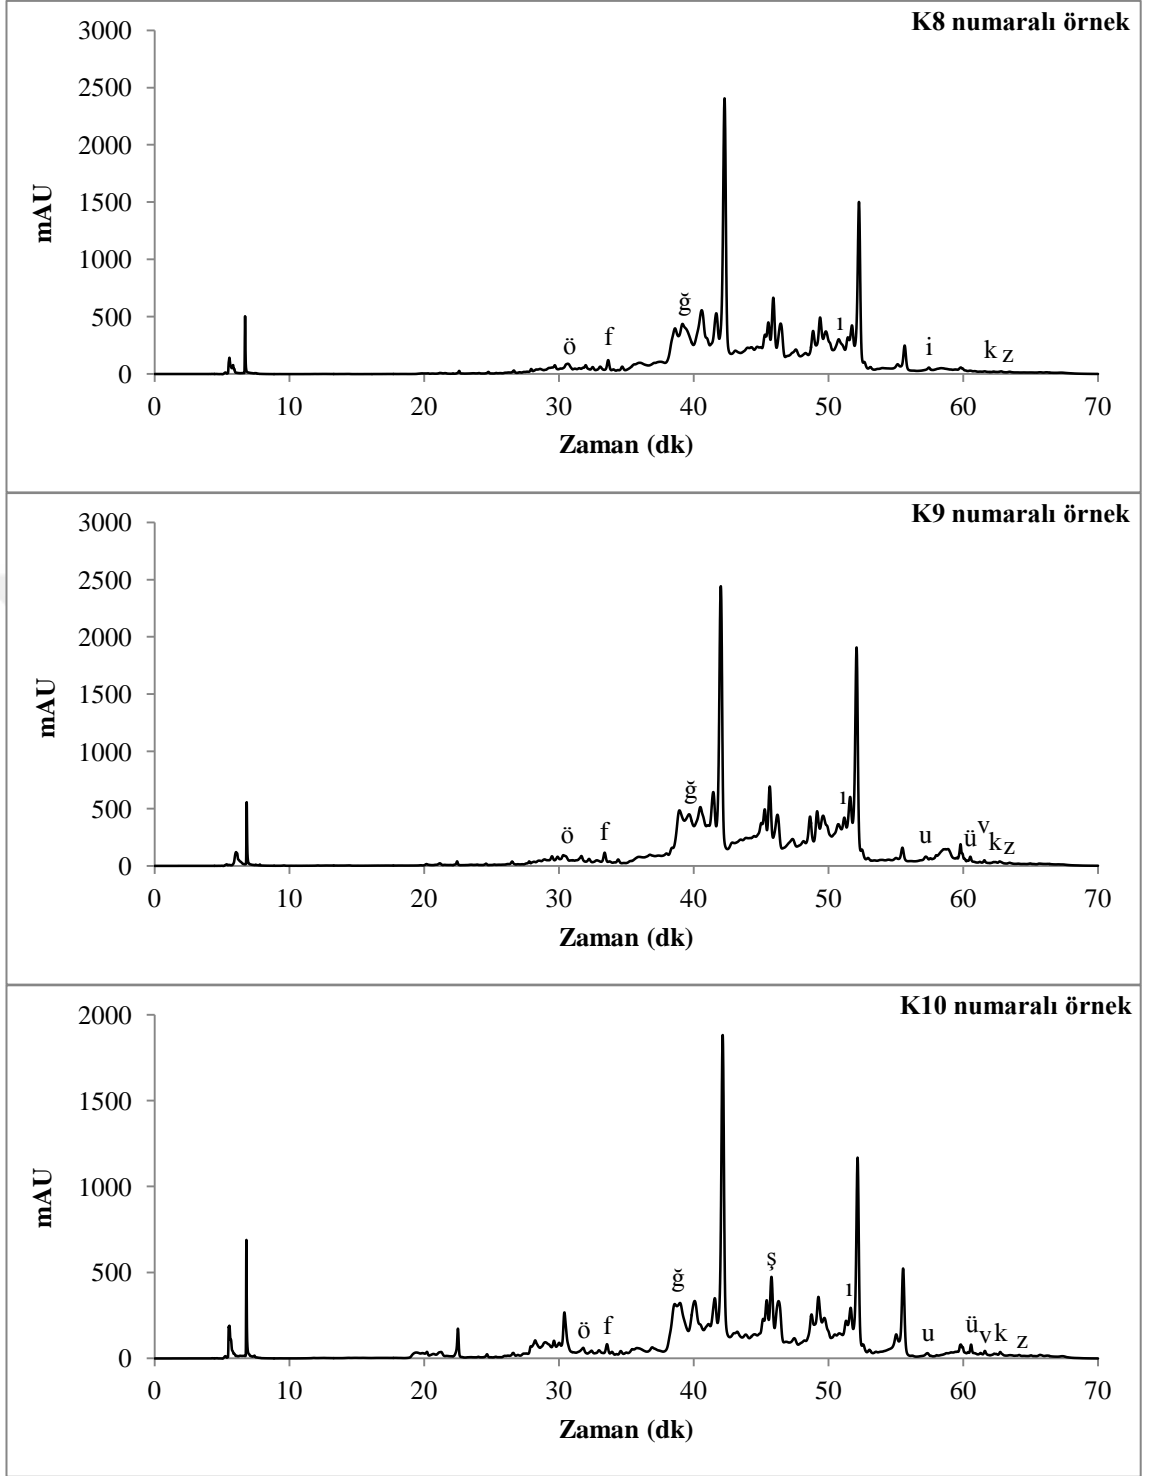 K8 numaralı örnek
3000
2500
2000
1500
1000
500
0
mAU
ö
f
ğ
ı
i
k z
0 10 20 30 40 50 60 70
Zaman (dk)
K9 numaralı örnek
3000
2500
2000
1500
1000
500
0
mAU
ö
f
ğ
ı
u
ü
v
k z
0 10 20 30 40 50 60 70
Zaman (dk)
K10 numaralı örnek
2000
1500
1000
500
0
mAU
ö
f
ğ
ş
ı
u
ü
v k
z
0 10 20 30 40 50 60 70
Zaman (dk)